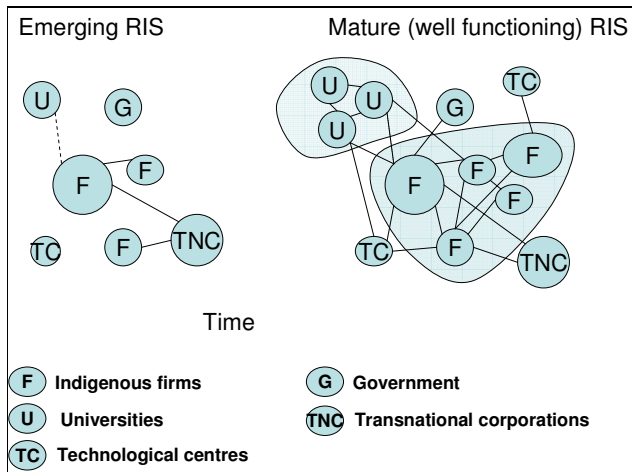 Emerging RIS
Mature (well functioning) RIS
U
G
F
F
TC
F
TNC
U
U
U
G
TC
F
F
F
F
TC
F
TNC
Time
F Indigenous firms
G Government
U Universities
TNC Transnational corporations
TC Technological centres